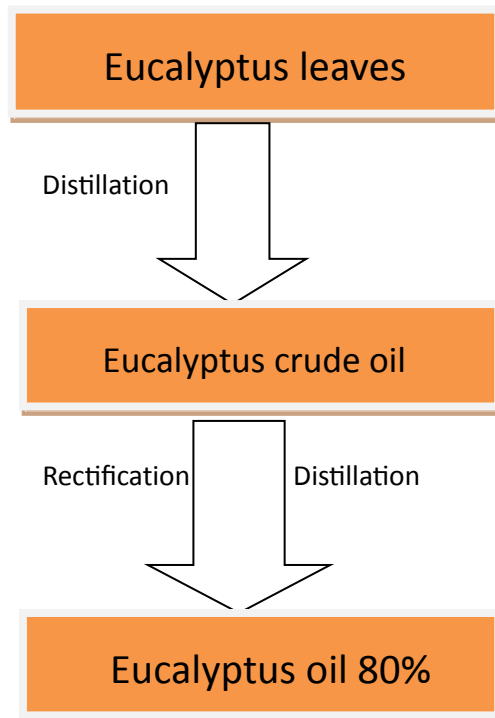 Eucalyptus leaves
Distillation
Eucalyptus crude oil
Rectification Distillation
Eucalyptus oil 80%